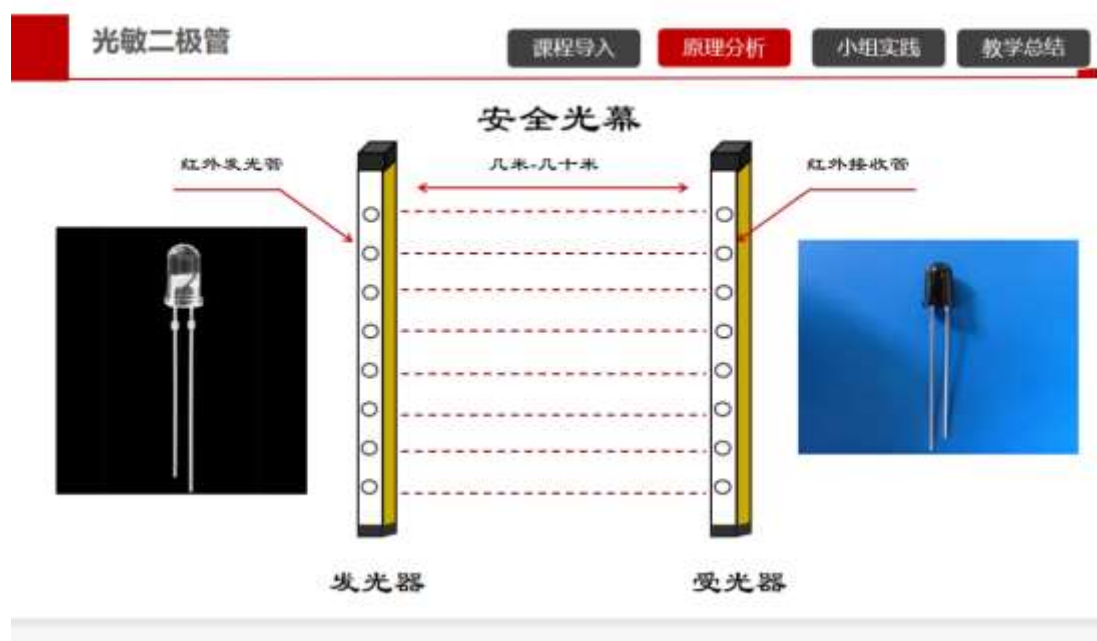 光敏二极管
课程导入
原理分析
小组实践
教学总结
安全光幕
红外发光管
几米-几十米
红外接收管
发光器
受光器